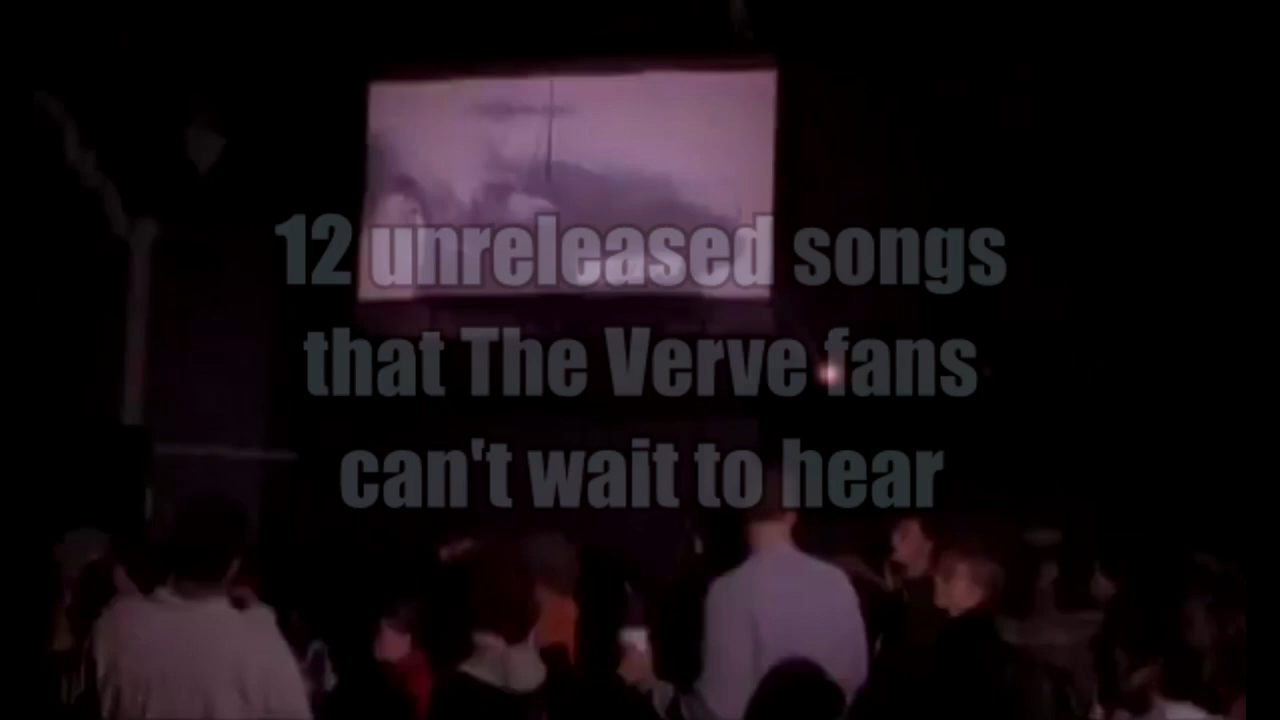 12 unreleased songs
that The Verve fans
can't wait to hear